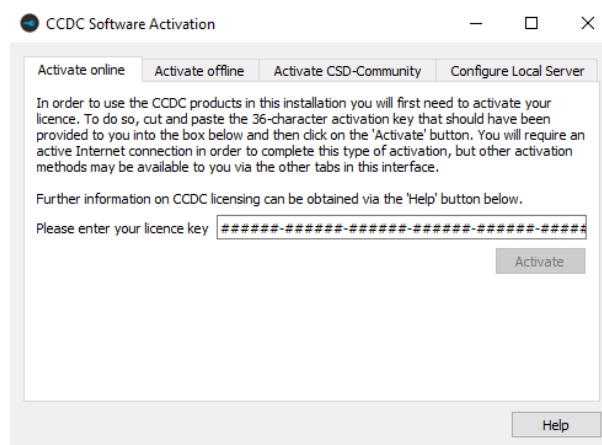 CCDC Software Activation
Activate online
Activate offline
Activate CSD-Community
Configure Local Server
In order to use the CCDC products in this installation you will first need to activate your
licence. To do so, cut and paste the 36-character activation key that should have been
provided to you into the box below and then click on the 'Activate' button. You will require an
active Internet connection in order to complete this type of activation, but other activation
methods may be available to you via the other tabs in this interface.
Further information on CCDC licensing can be obtained via the 'Help' button below.
Please enter your licence key ######-######-######-######-######-#####
Activate
Help